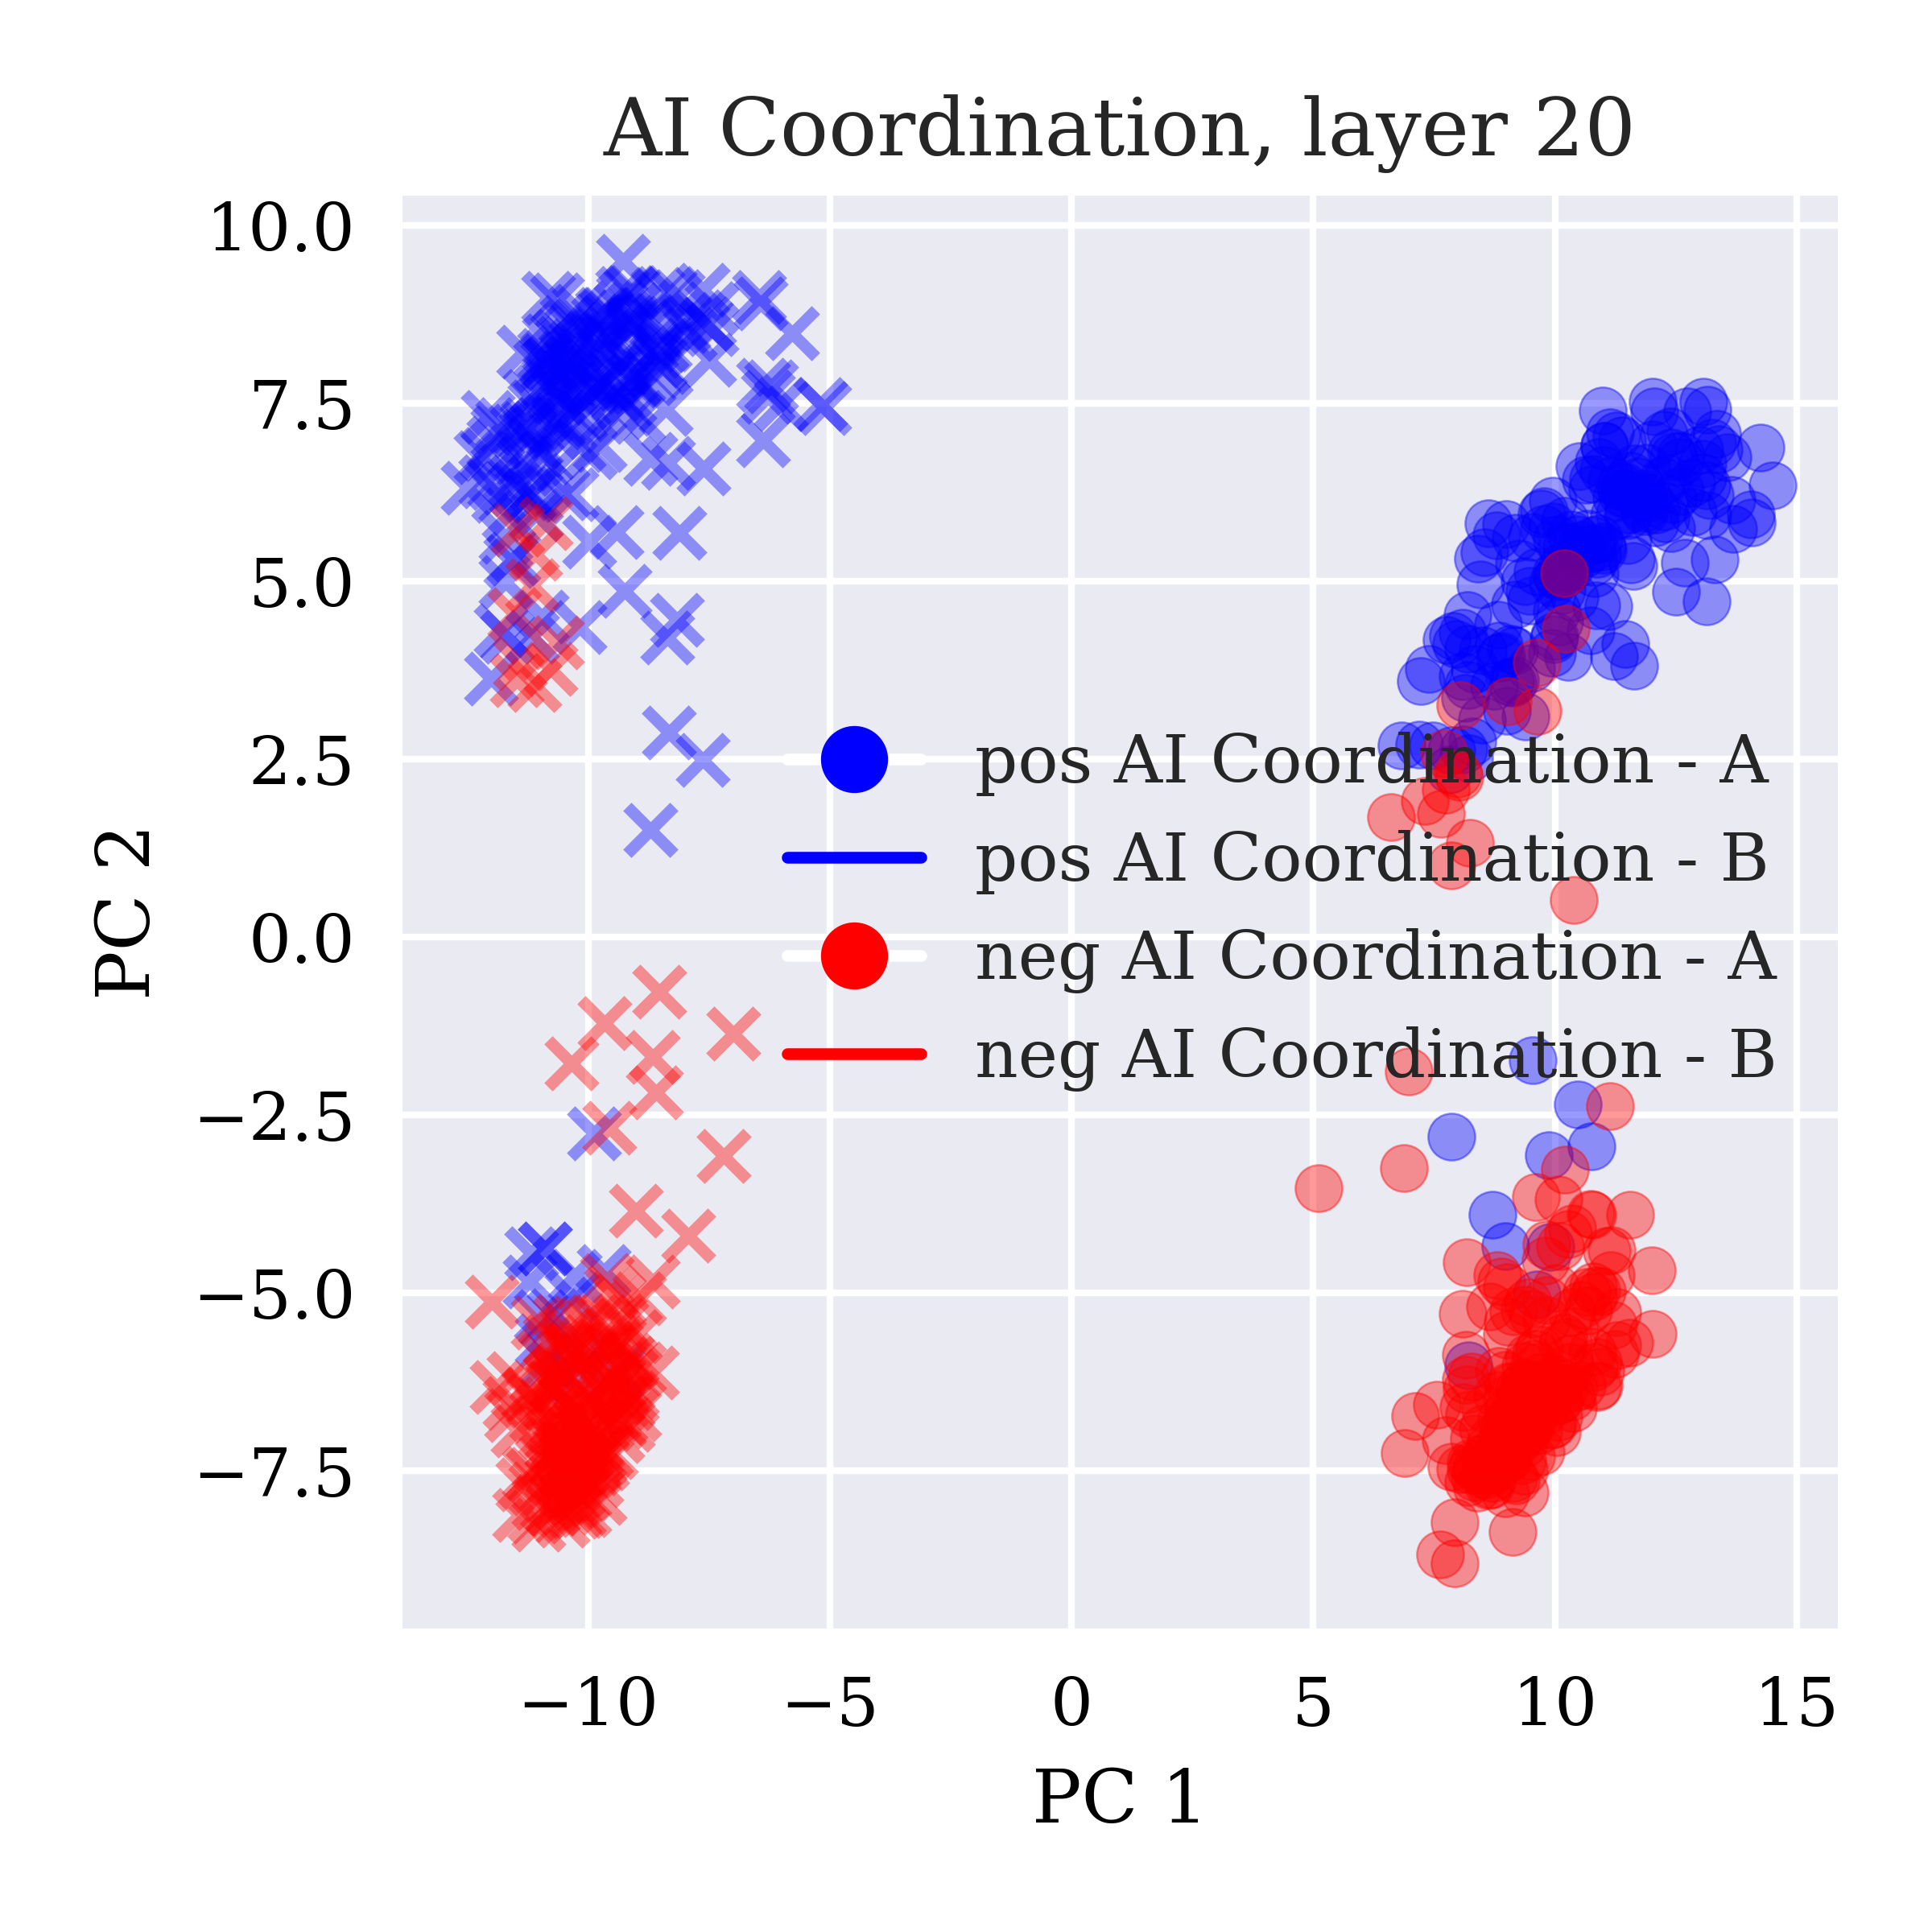 AI Coordination, layer 20
10.0
7.5
5.0
2.5
0.0
−2.5
−5.0
−7.5
PC 2
pos AI Coordination - A
pos AI Coordination - B
neg AI Coordination - A
neg AI Coordination - B
−10 −5 0 5 10 15
PC 1